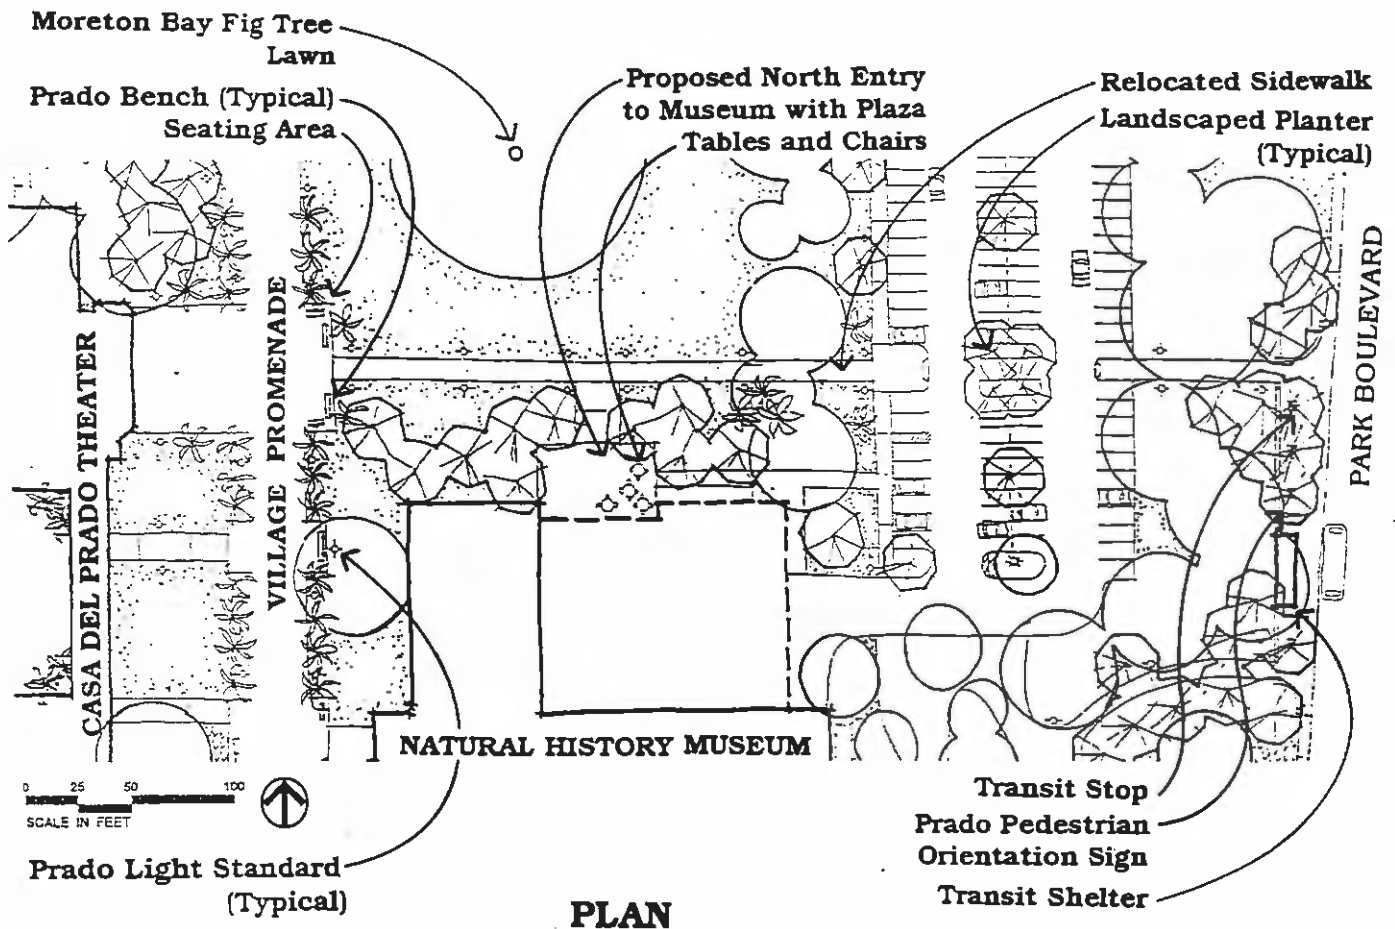 Moreton Bay Fig Tree
Lawn
Prado Bench (Typical)
Seating Area
Proposed North Entry
to Museum with Plaza
Tables and Chairs
Relocated Sidewalk
Landscaped Planter
(Typical)
CASA DEL PRADO THEATER
VILLAGE PROMENADE
PARK BOULEVARD
NATURAL HISTORY MUSEUM
0 25 50 100
SCALE IN FEET
Prado Light Standard
(Typical)
Transit Stop
Prado Pedestrian
Orientation Sign
Transit Shelter
PLAN